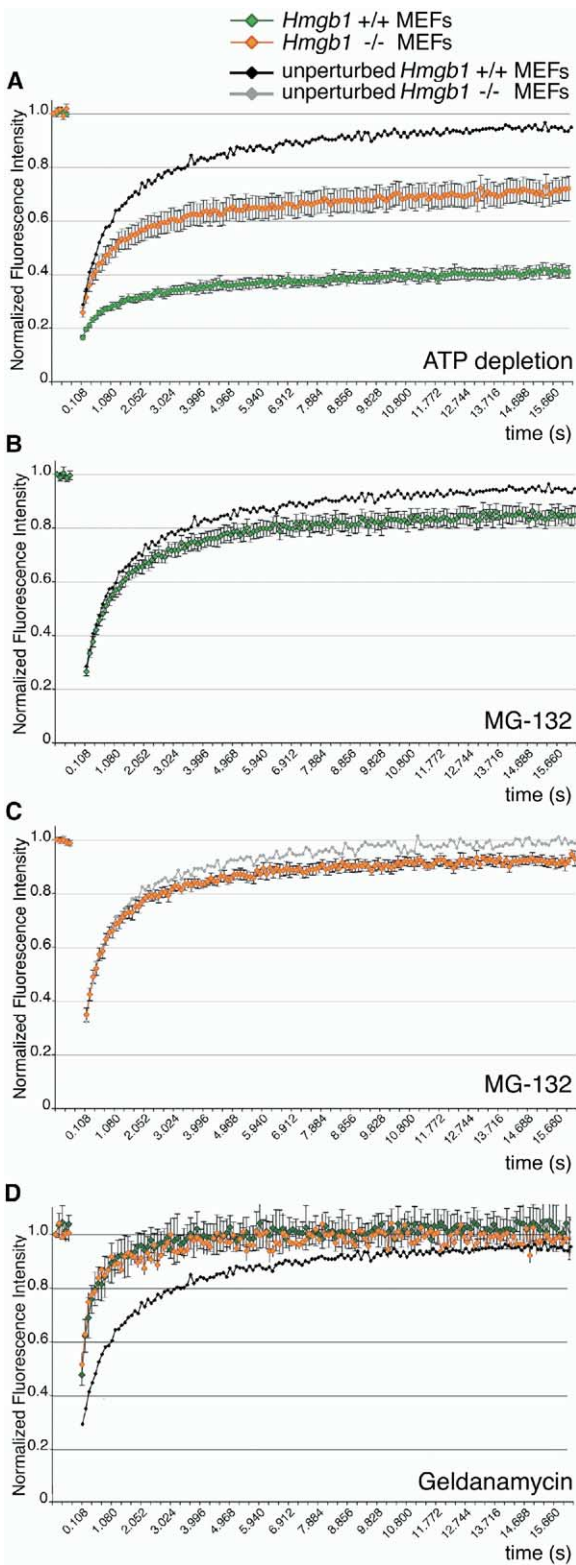 Hmgb1 +/+ MEFs
Hmgb1 -/- MEFs
unperturbed Hmgb1 +/+ MEFs
unperturbed Hmgb1 -/- MEFs
A
Normalized Fluorescence Intensity
1.0
0.8
0.6
0.4
0.2
0
ATP depletion
0.108 1.080 2.052 3.024 3.996 4.968 5.940 6.912 7.884 8.856 9.828 10.800 11.772 12.744 13.716 14.688 15.660
time (s)
B
Normalized Fluorescence Intensity
1.0
0.8
0.6
0.4
0.2
0
MG-132
0.108 1.080 2.052 3.024 3.996 4.968 5.940 6.912 7.884 8.856 9.828 10.800 11.772 12.744 13.716 14.688 15.660
time (s)
C
Normalized Fluorescence Intensity
1.0
0.8
0.6
0.4
0.2
0
MG-132
0.108 1.080 2.052 3.024 3.996 4.968 5.940 6.912 7.884 8.856 9.828 10.800 11.772 12.744 13.716 14.688 15.660
time (s)
D
Normalized Fluorescence Intensity
1.0
0.8
0.6
0.4
0.2
0
Geldanamycin
0.108 1.080 2.052 3.024 3.996 4.968 5.940 6.912 7.884 8.856 9.828 10.800 11.772 12.744 13.716 14.688 15.660
time (s)